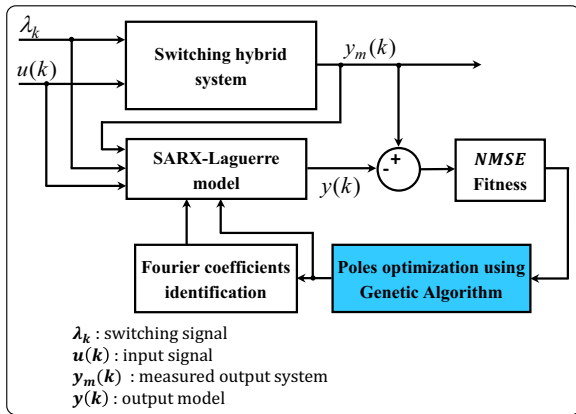 λₖ
u(k)
Switching hybrid
system
yₘ(k)
SARX-Laguerre
model
y(k)
+
-
NMSE
Fitness
Fourier coefficients
identification
Poles optimization using
Genetic Algorithm
λₖ : switching signal
u(k) : input signal
yₘ(k) : measured output system
y(k) : output model